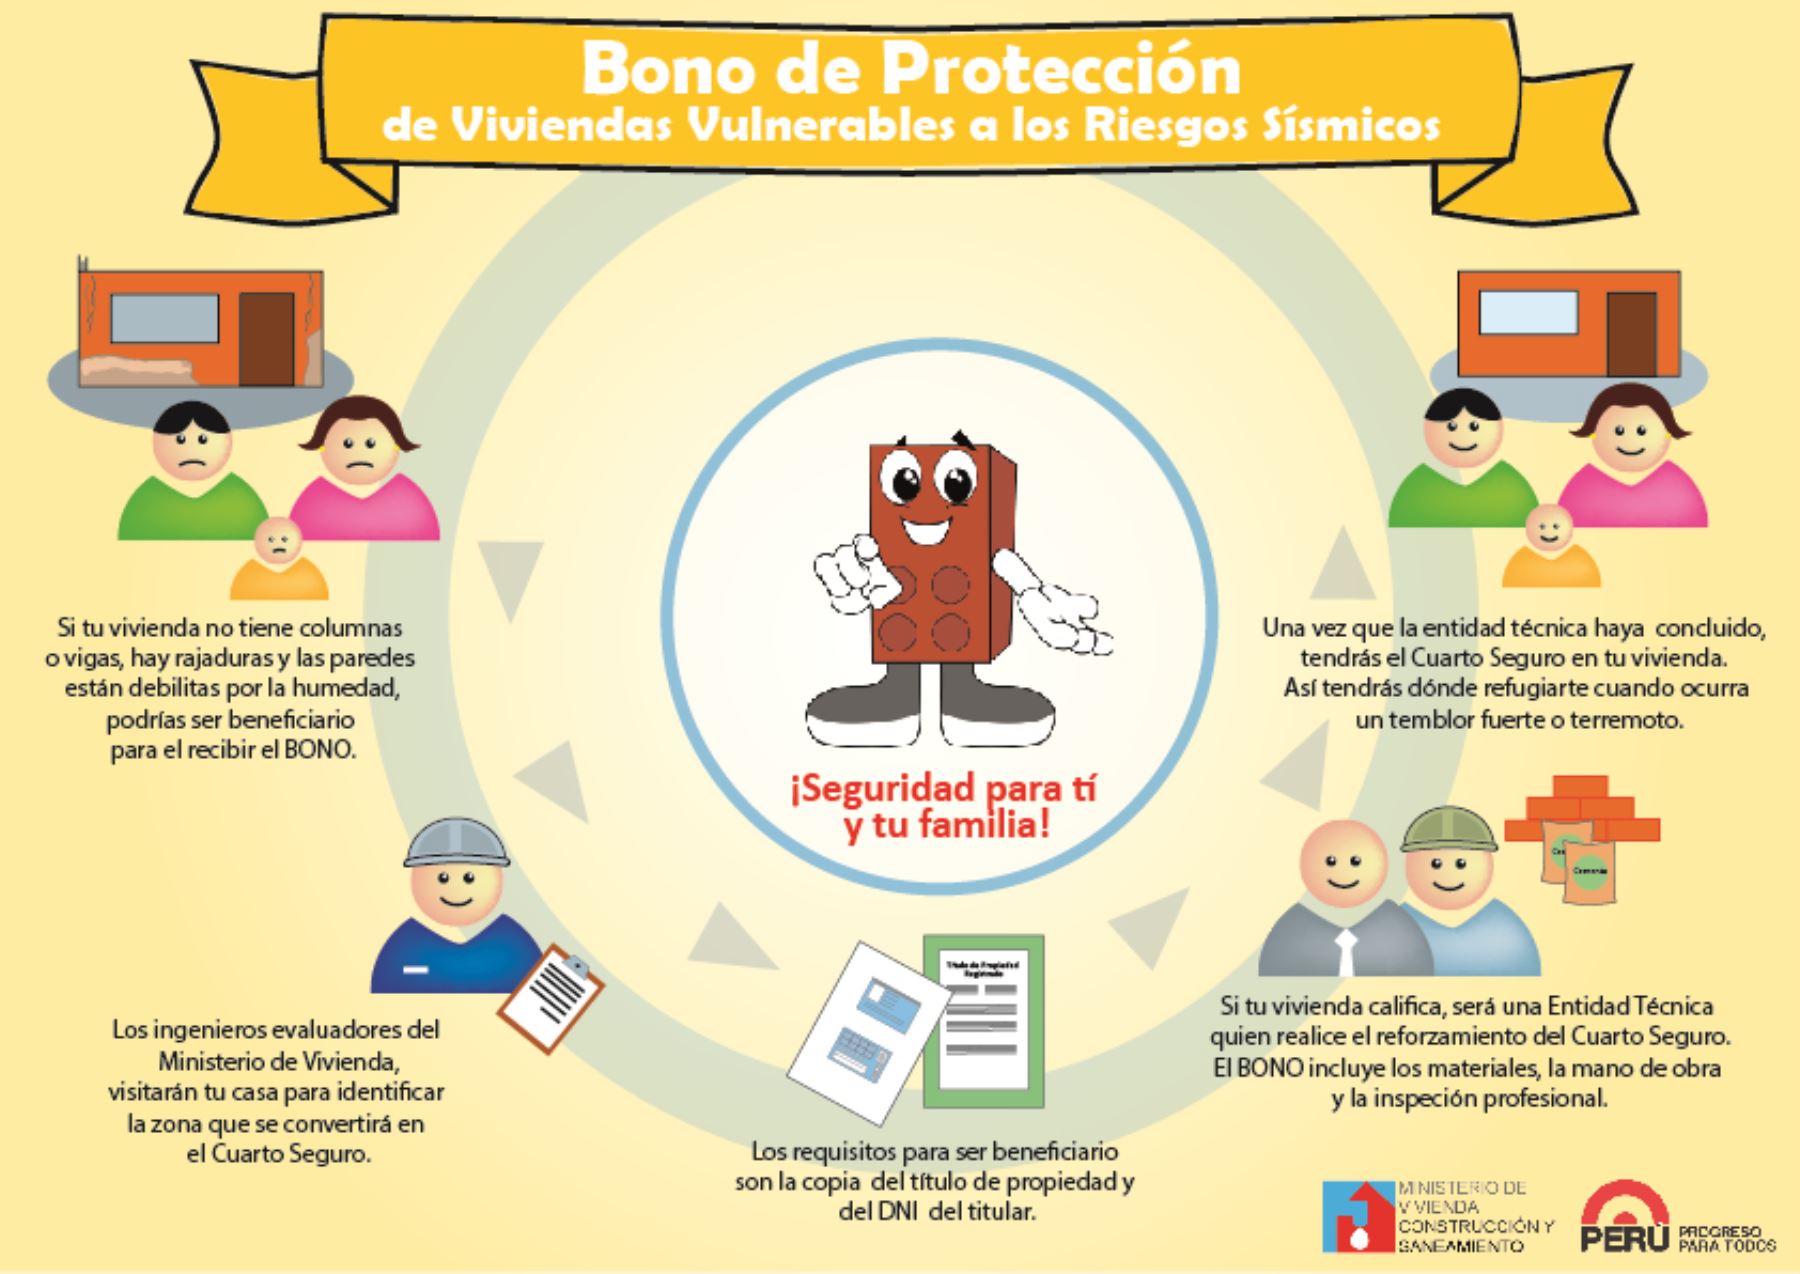 Bono de Protección
de Viviendas Vulnerables a los Riesgos Sísmicos
Si tu vivienda no tiene columnas
o vigas, hay rajaduras y las paredes
están debilitas por la humedad,
podrías ser beneficiario
para el recibir el BONO.
Los ingenieros evaluadores del
Ministerio de Vivienda,
visitarán tu casa para identificar
la zona que se convertirá en
el Cuarto Seguro.
¡Seguridad para tí
y tu familia!
Título de Propiedad
Registrado
Los requisitos para ser beneficiario
son la copia del título de propiedad y
del DNI del titular.
Cemento
Si tu vivienda califica, será una Entidad Técnica
quien realice el reforzamiento del Cuarto Seguro.
El BONO incluye los materiales, la mano de obra
y la inspeción profesional.
Una vez que la entidad técnica haya concluido,
tendrás el Cuarto Seguro en tu vivienda.
Así tendrás dónde refugiarte cuando ocurra
un temblor fuerte o terremoto.
MINISTERIO DE
VIVIENDA
CONSTRUCCIÓN Y
SANEAMIENTO
PERÚ
PROGRESO
PARA TODOS